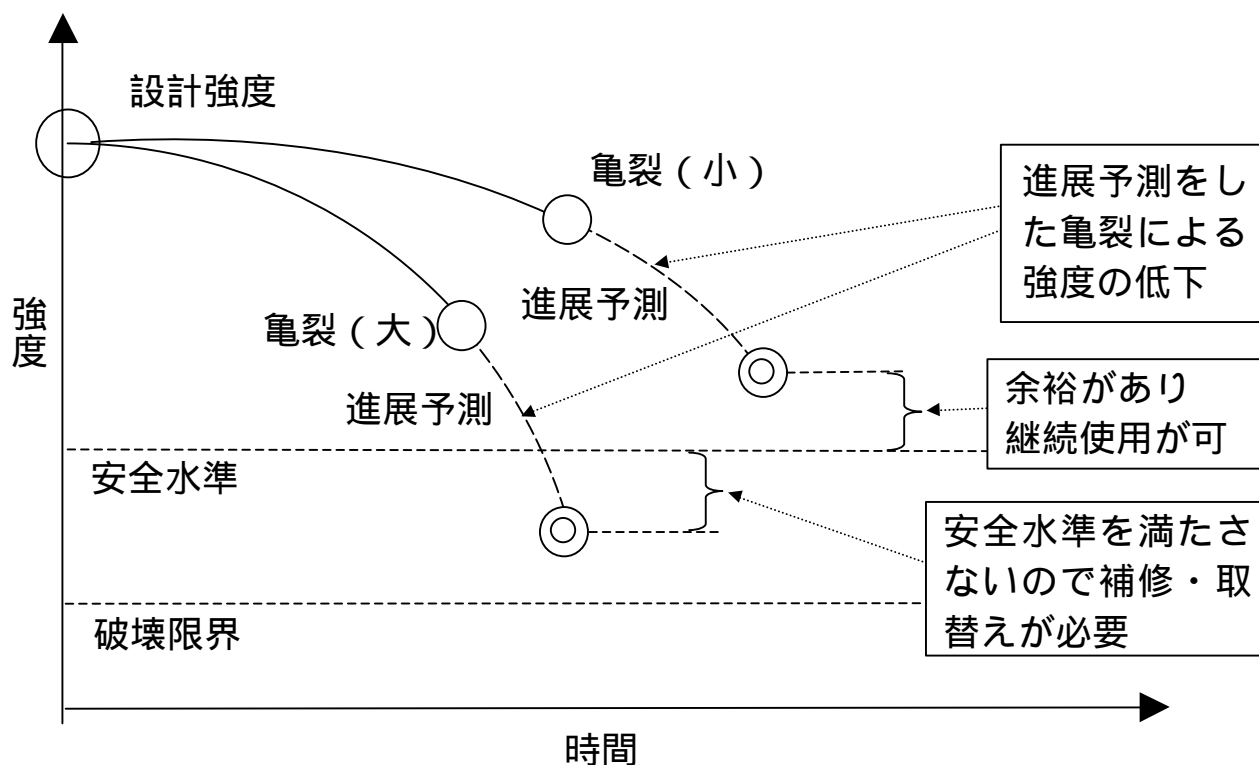 設計強度
亀裂（小）
進展予測をし
た亀裂による
強度の低下
強度
進展予測
亀裂（大）
進展予測
余裕があり
継続使用が可
安全水準
安全水準を満たさ
ないので補修・取
替えが必要
破壊限界
時間